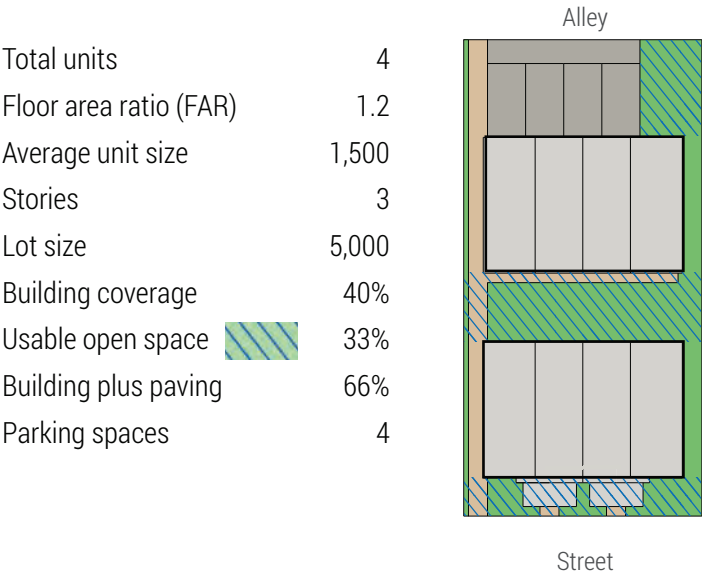 Alley
Total units 4
Floor area ratio (FAR) 1.2
Average unit size 1,500
Stories 3
Lot size 5,000
Building coverage 40%
Usable open space 33%
Building plus paving 66%
Parking spaces 4
Street